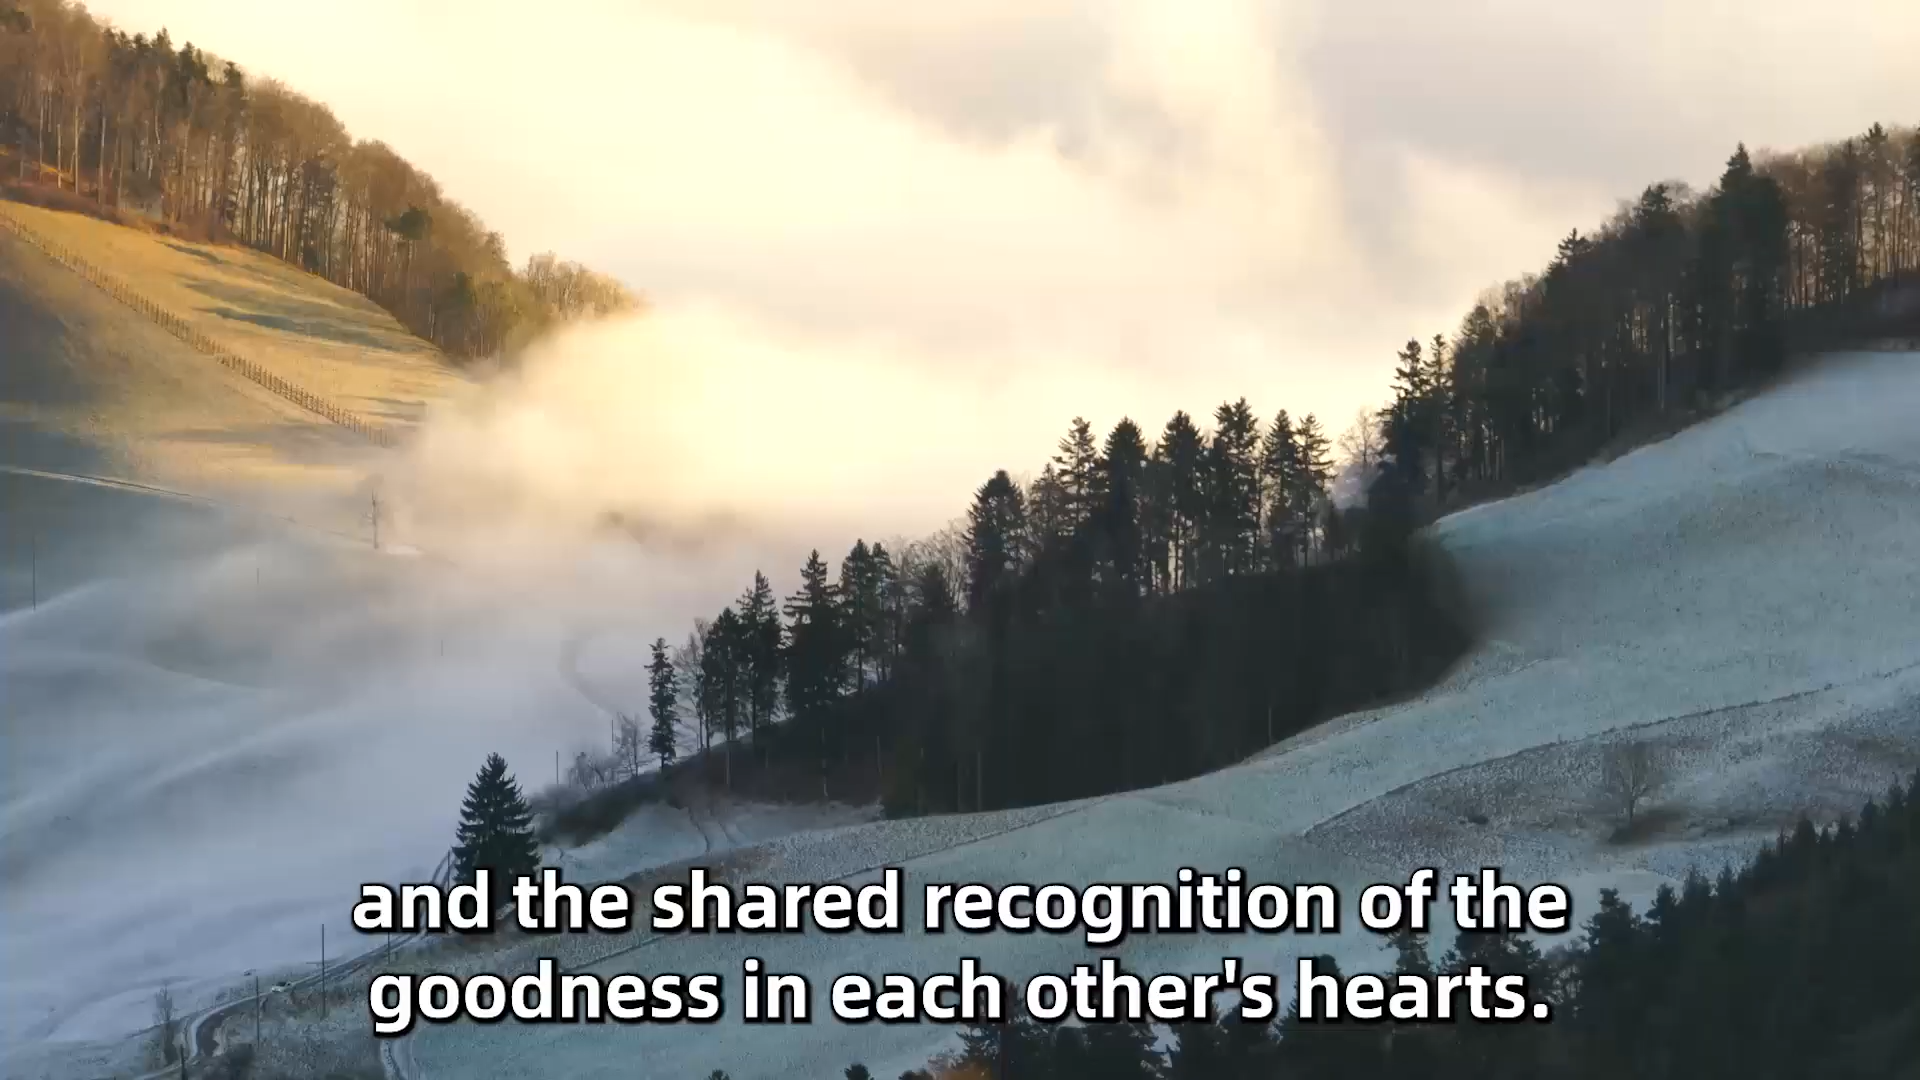 and the shared recognition of the
goodness in each other's hearts.